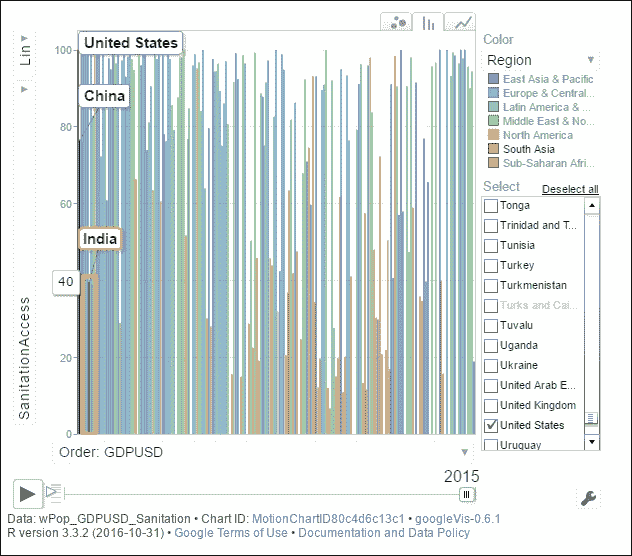 Color
Region
East Asia & Pacific
Europe & Central...
Latin America & ...
Middle East & No...
North America
South Asia
Sub-Saharan Afri...
Select Deselect all
Tonga
Trinidad and T...
Tunisia
Turkey
Turkmenistan
Turks and Cai...
Tuvalu
Uganda
Ukraine
United Arab E...
United Kingdom
United States
Uruguay
Lin
SanitationAccess
100
80
60
40
20
0
United States
China
India
40
Order: GDPUSD
2015
Data: wPop_GDPUSD_Sanitation • Chart ID: MotionChartID80c4d6c13c1 • googleVis-0.6.1
R version 3.3.2 (2016-10-31) • Google Terms of Use • Documentation and Data Policy